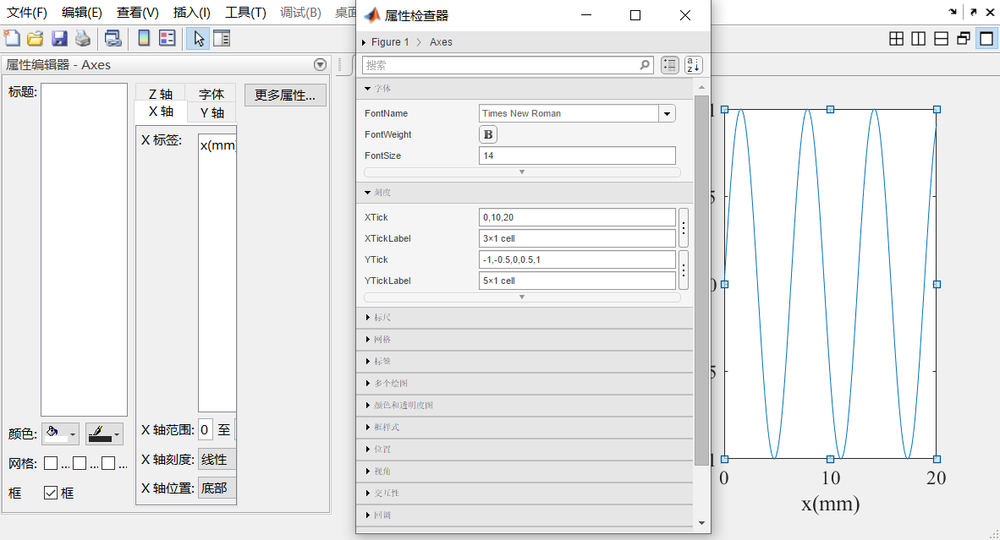 文件(F) 编辑(E) 查看(V) 插入(I) 工具(T) 调试(B) 桌面
属性编辑器 - Axes
标题:
Z 轴 字体
X 轴 Y 轴
更多属性...
X 标签:
x(mm)
颜色:
网格: ... ... ...
框 框
X 轴范围: 0 至
X 轴刻度: 线性
X 轴位置: 底部
属性检查器
Figure 1 Axes
搜索
字体
FontName Times New Roman
FontWeight B
FontSize 14
刻度
XTick 0,10,20
XTickLabel 3×1 cell
YTick -1,-0.5,0,0.5,1
YTickLabel 5×1 cell
标尺
网格
标签
多个绘图
颜色和透明度图
框样式
位置
视角
交互性
回调
1
5
0
5
1
0 10 20
x(mm)